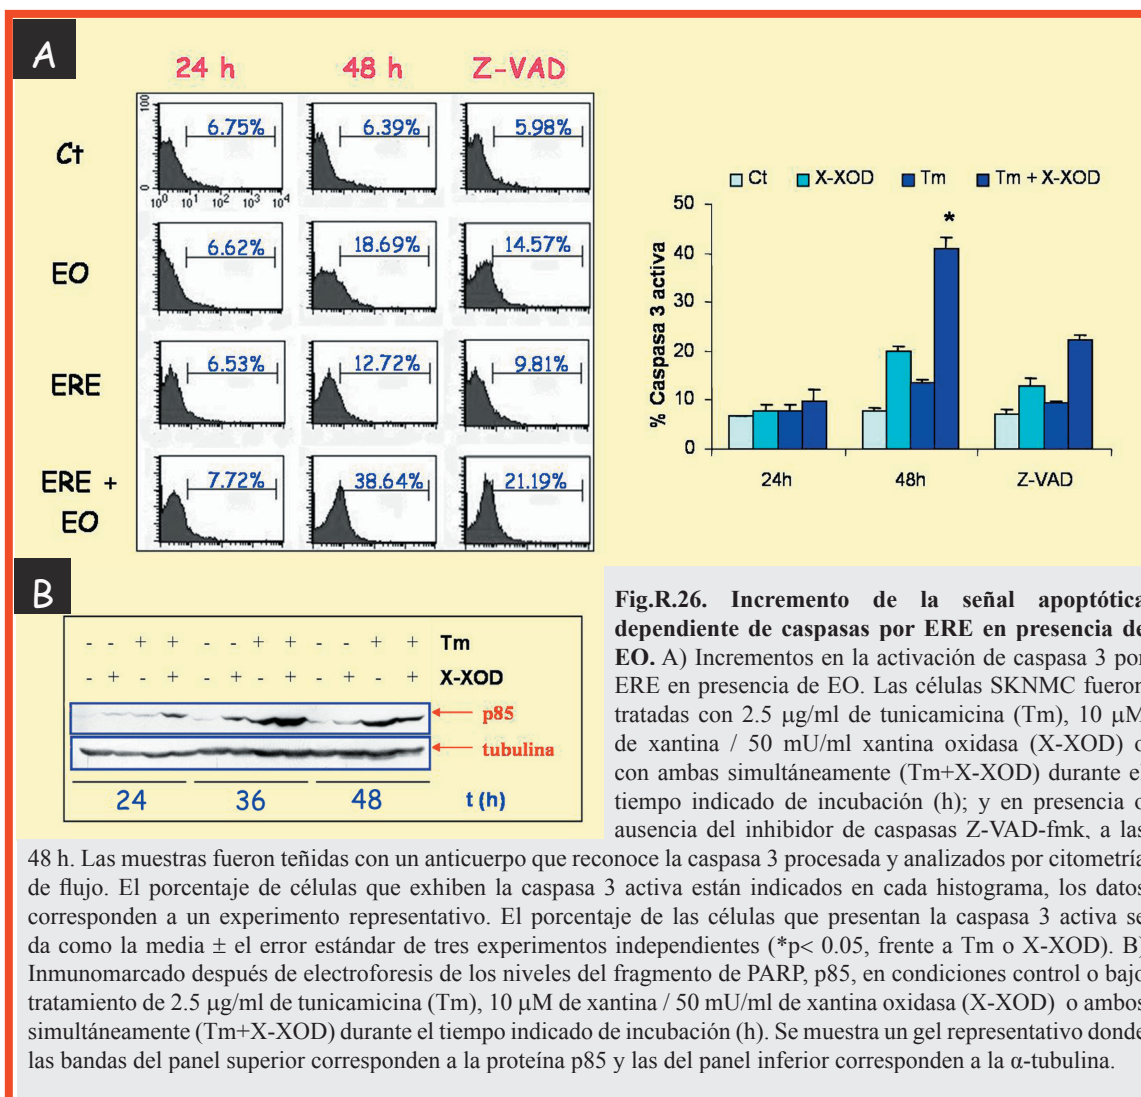 A
24 h 48 h Z-VAD
Ct
6.75% 6.39% 5.98%
100
0
10⁰ 10¹ 10² 10³ 10⁴
EO
6.62% 18.69% 14.57%
ERE
6.53% 12.72% 9.81%
ERE +
EO
7.72% 38.64% 21.19%
Ct X-XOD Tm Tm + X-XOD
% Caspasa 3 activa
50
40
30
20
10
0
*
24h 48h Z-VAD
B
- - + + - - + + - - + + Tm
- + - + - + - + - + - + X-XOD
p85
tubulina
24 36 48 t (h)
Fig.R.26. Incremento de la señal apoptótica
dependiente de caspasas por ERE en presencia de
EO. A) Incrementos en la activación de caspasa 3 por
ERE en presencia de EO. Las células SKNMC fueron
tratadas con 2.5 μg/ml de tunicamicina (Tm), 10 μM
de xantina / 50 mU/ml xantina oxidasa (X-XOD) o
con ambas simultáneamente (Tm+X-XOD) durante el
tiempo indicado de incubación (h); y en presencia o
ausencia del inhibidor de caspasas Z-VAD-fmk, a las
48 h. Las muestras fueron teñidas con un anticuerpo que reconoce la caspasa 3 procesada y analizados por citometría
de flujo. El porcentaje de células que exhiben la caspasa 3 activa están indicados en cada histograma, los datos
corresponden a un experimento representativo. El porcentaje de las células que presentan la caspasa 3 activa se
da como la media ± el error estándar de tres experimentos independientes (*p< 0.05, frente a Tm o X-XOD). B)
Inmunomarcado después de electroforesis de los niveles del fragmento de PARP, p85, en condiciones control o bajo
tratamiento de 2.5 μg/ml de tunicamicina (Tm), 10 μM de xantina / 50 mU/ml de xantina oxidasa (X-XOD) o ambos
simultáneamente (Tm+X-XOD) durante el tiempo indicado de incubación (h). Se muestra un gel representativo donde
las bandas del panel superior corresponden a la proteína p85 y las del panel inferior corresponden a la α-tubulina.